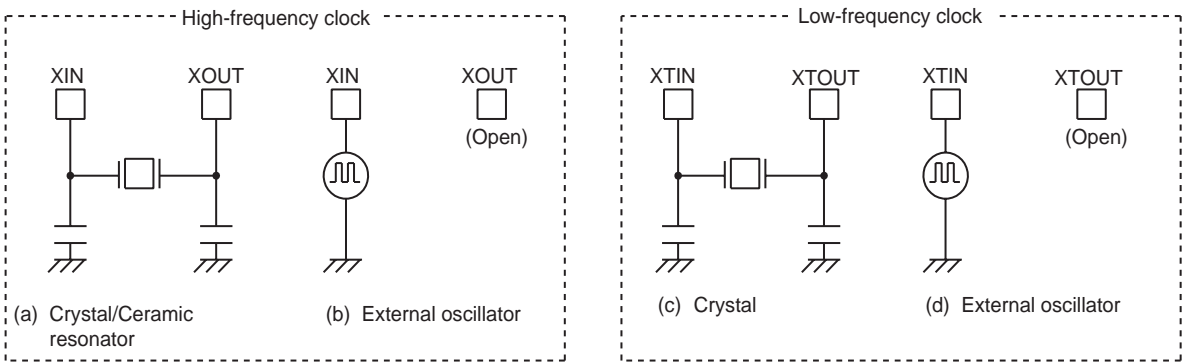 High-frequency clock
XIN
XOUT
XIN
XOUT
(Open)
(a) Crystal/Ceramic
resonator
(b) External oscillator
Low-frequency clock
XTIN
XTOUT
XTIN
XTOUT
(Open)
(c) Crystal
(d) External oscillator